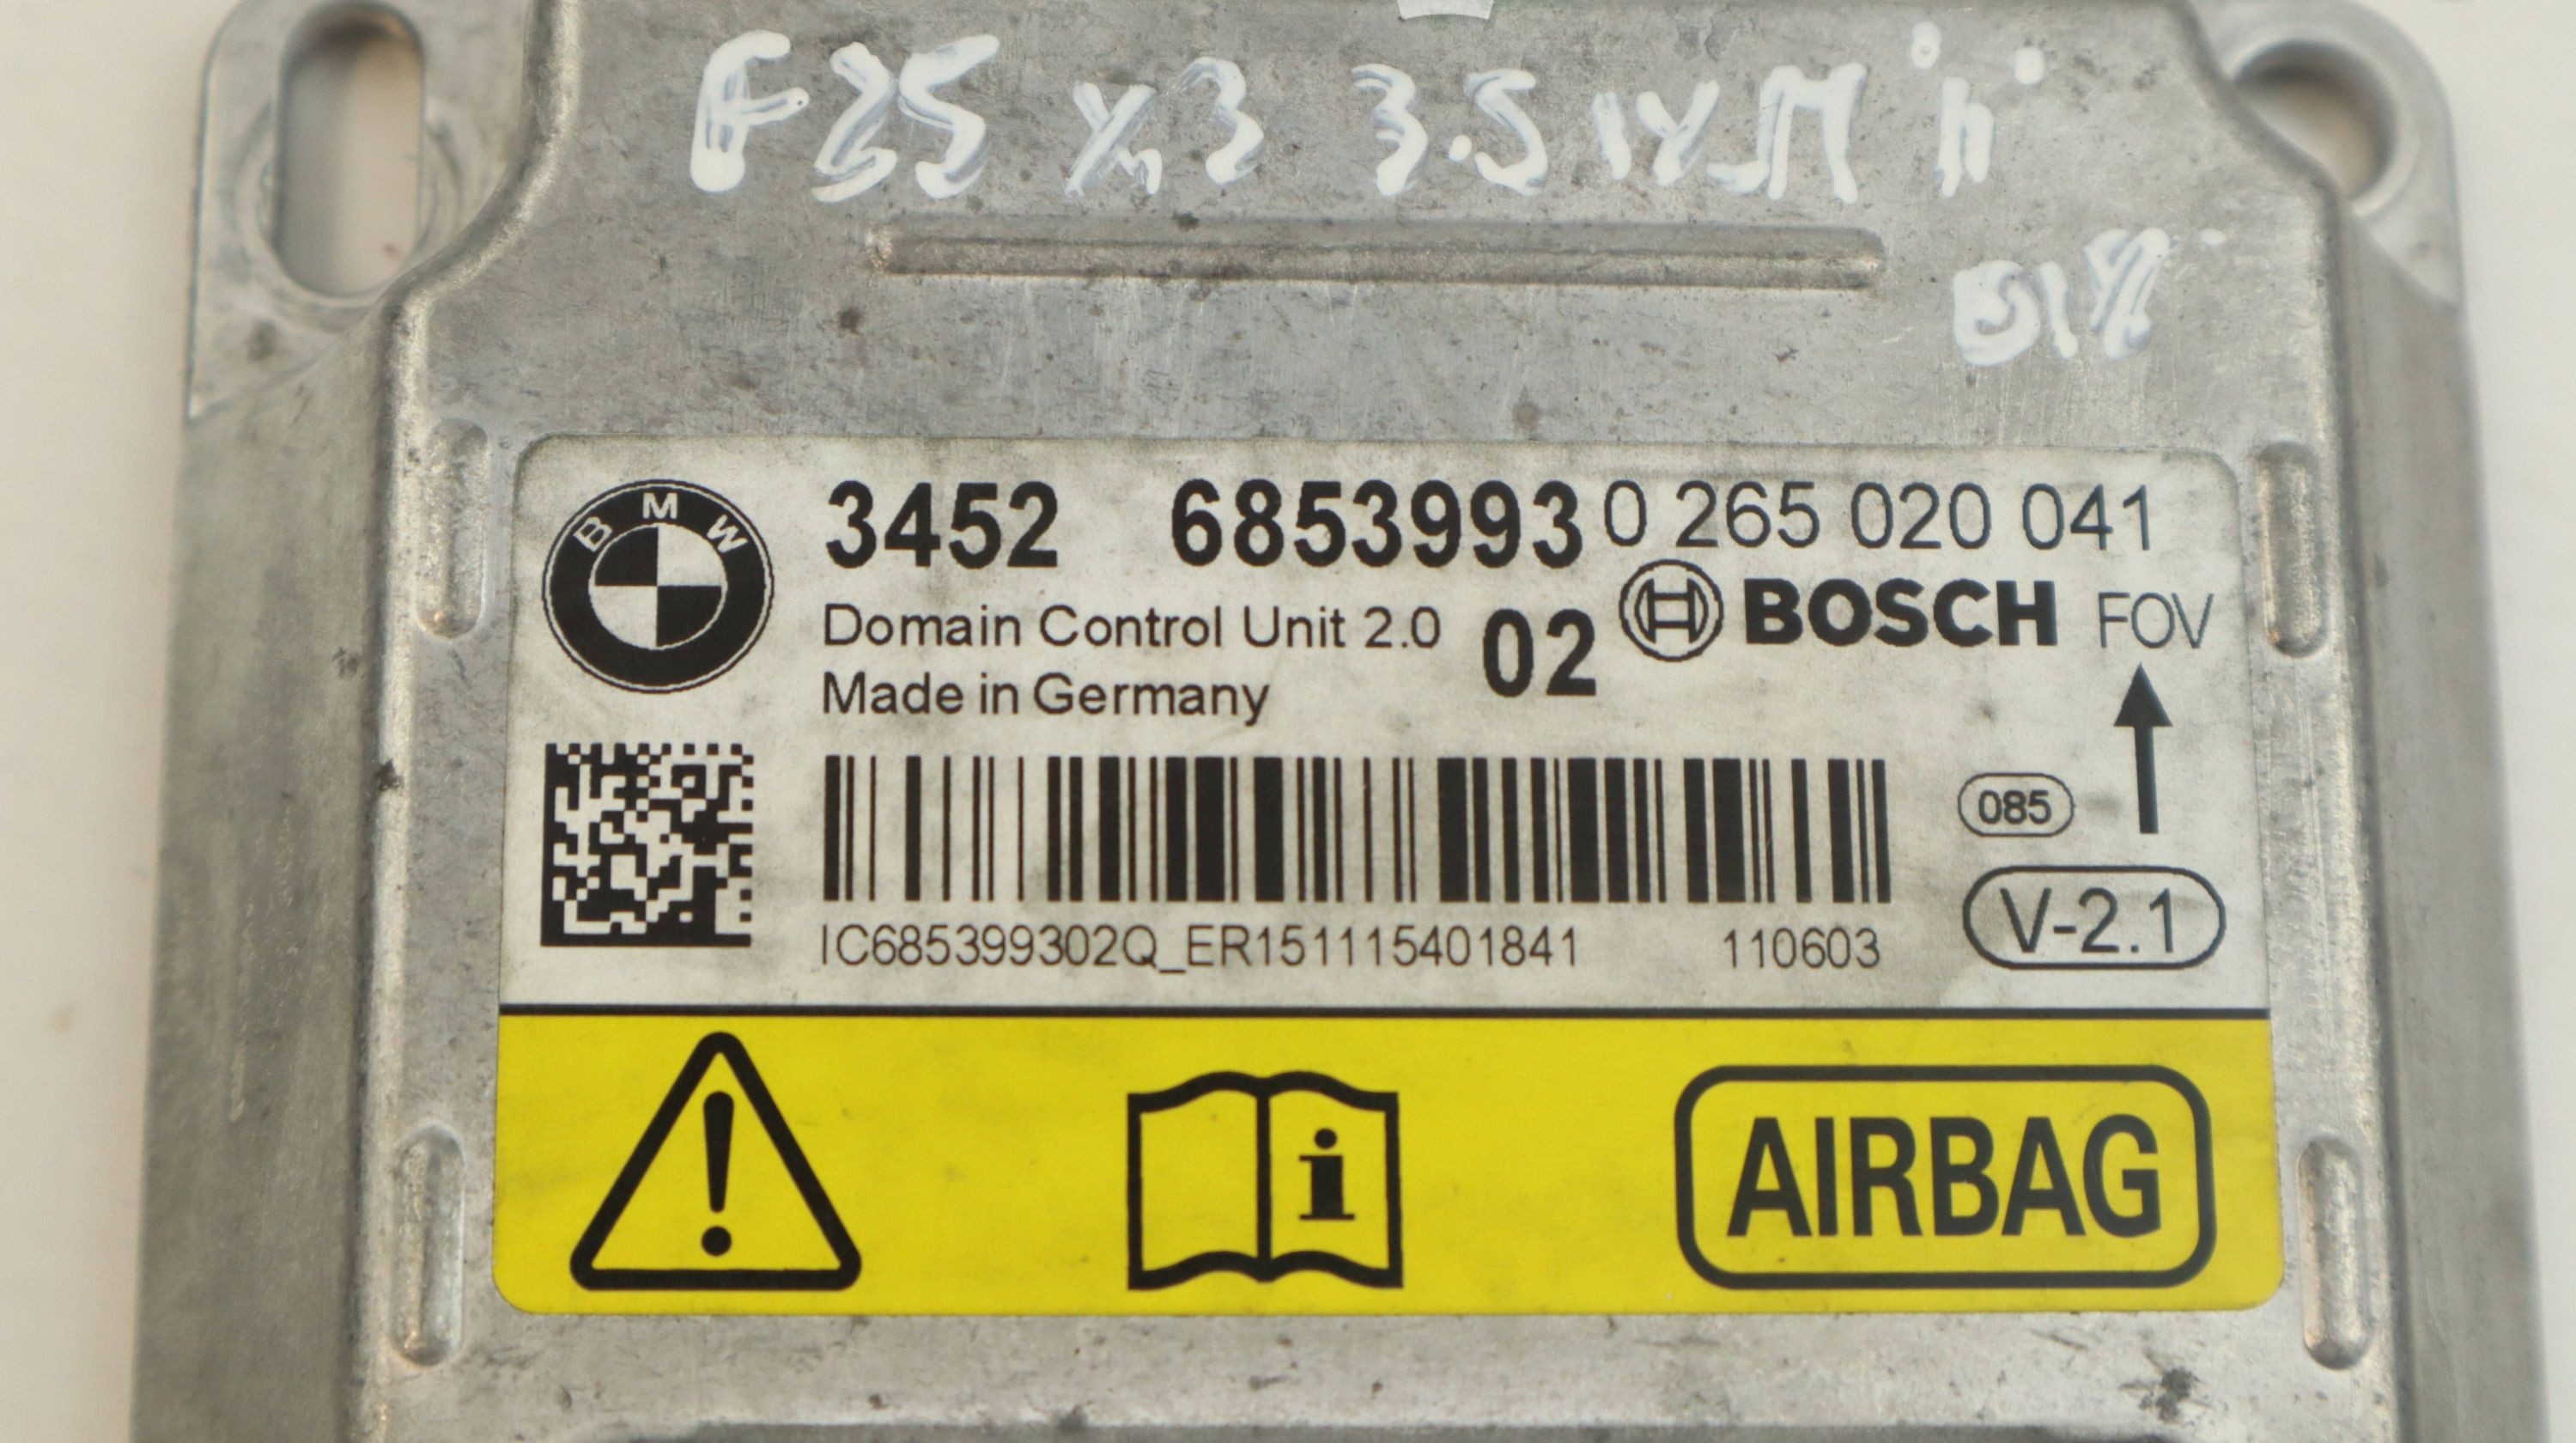 F25 X3 3.5
BMW
3452 6853993 0 265 020 041
Domain Control Unit 2.0 02 BOSCH FOV
Made in Germany
085
IC685399302Q_ER151115401841 110603 V-2.1
i AIRBAG